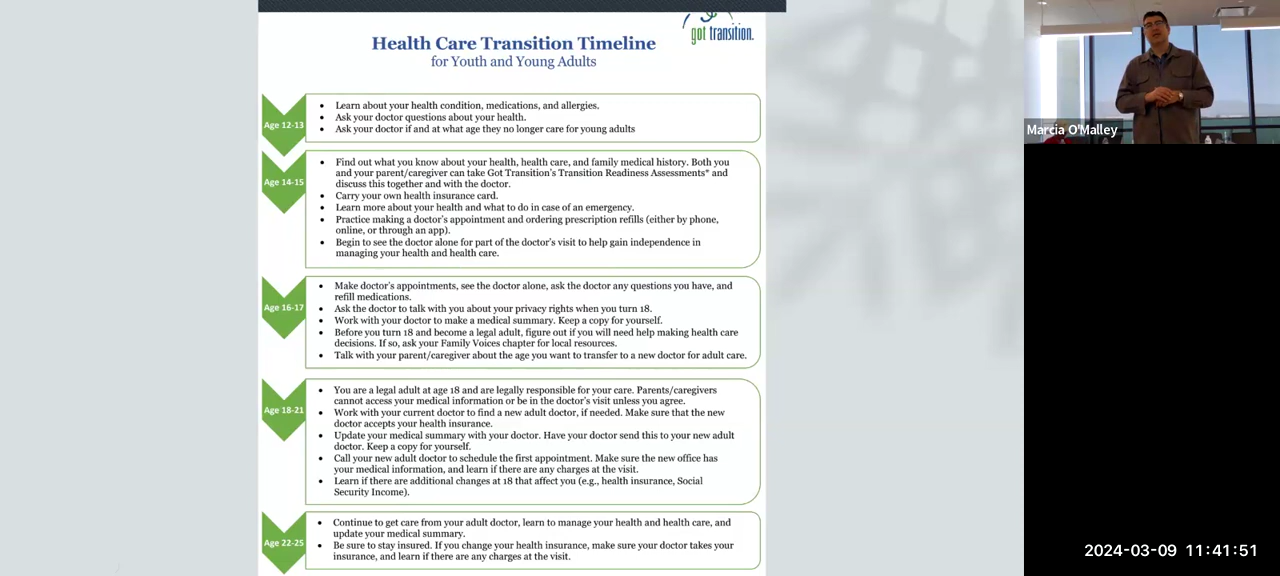 got transition.
Health Care Transition Timeline
for Youth and Young Adults
Age 12-13
• Learn about your health condition, medications, and allergies.
• Ask your doctor questions about your health.
• Ask your doctor if and at what age they no longer care for young adults
Age 14-15
• Find out what you know about your health, health care, and family medical history. Both you
and your parent/caregiver can take Got Transition's Transition Readiness Assessments* and
discuss this together and with the doctor.
• Carry your own health insurance card.
• Learn more about your health and what to do in case of an emergency.
• Practice making a doctor's appointment and ordering prescription refills (either by phone,
online, or through an app).
• Begin to see the doctor alone for part of the doctor's visit to help gain independence in
managing your health and health care.
Age 16-17
• Make doctor's appointments, see the doctor alone, ask the doctor any questions you have, and
refill medications.
• Ask the doctor to talk with you about your privacy rights when you turn 18.
• Work with your doctor to make a medical summary. Keep a copy for yourself.
• Before you turn 18 and become a legal adult, figure out if you will need help making health care
decisions. If so, ask your Family Voices chapter for local resources.
• Talk with your parent/caregiver about the age you want to transfer to a new doctor for adult care.
Age 18-21
• You are a legal adult at age 18 and are legally responsible for your care. Parents/caregivers
cannot access your medical information or be in the doctor's visit unless you agree.
• Work with your current doctor to find a new adult doctor, if needed. Make sure that the new
doctor accepts your health insurance.
• Update your medical summary with your doctor. Have your doctor send this to your new adult
doctor. Keep a copy for yourself.
• Call your new adult doctor to schedule the first appointment. Make sure the new office has
your medical information, and learn if there are any charges at the visit.
• Learn if there are additional changes at 18 that affect you (e.g., health insurance, Social
Security Income).
Age 22-25
• Continue to get care from your adult doctor, learn to manage your health and health care, and
update your medical summary.
• Be sure to stay insured. If you change your health insurance, make sure your doctor takes your
insurance, and learn if there are any charges at the visit.
Marcia O'Malley
2024-03-09 11:41:51